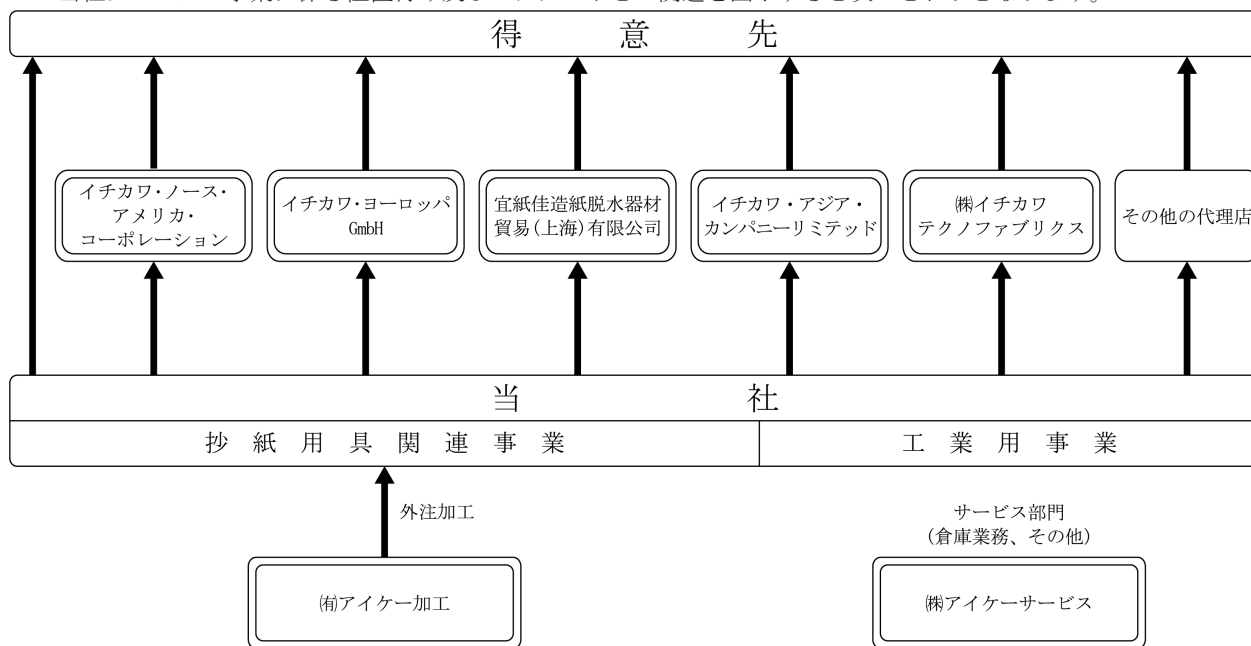 得意先
イチカワ･ノース･
アメリカ･
コーポレーション
イチカワ･ヨーロッパ
GmbH
宜紙佳造紙脱水器材
貿易(上海)有限公司
イチカワ・アジア・
カンパニーリミテッド
㈱イチカワ
テクノファブリクス
その他の代理店
当社
抄紙用具関連事業
工業用事業
外注加工
サービス部門
(倉庫業務、その他)
㈲アイケー加工
㈱アイケーサービス